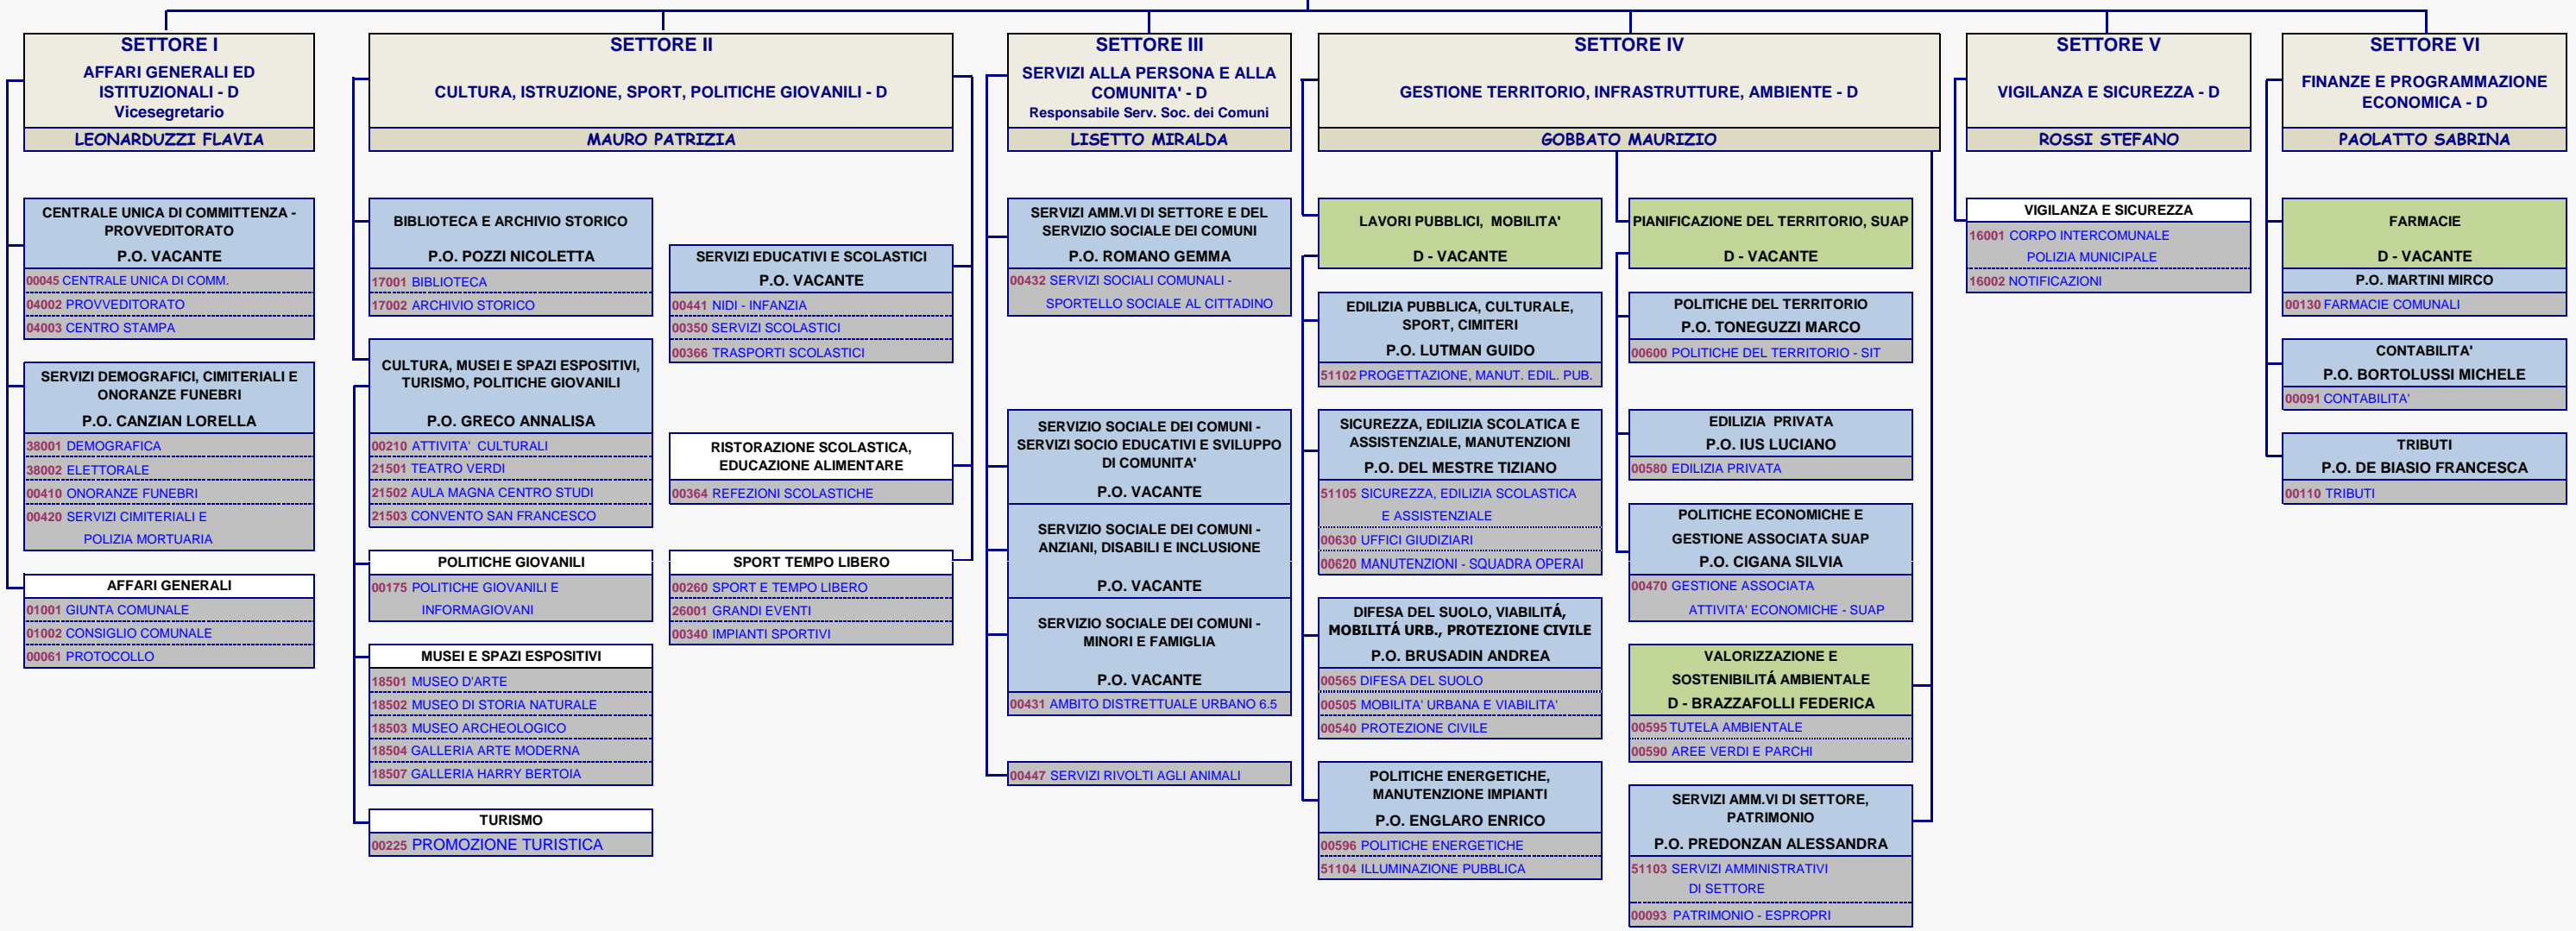 SETTORE I
AFFARI GENERALI ED
ISTITUZIONALI - D
Vicesegretario
LEONARDUZZI FLAVIA
CENTRALE UNICA DI COMMITTENZA -
PROVVEDITORATO
P.O. VACANTE
00045 CENTRALE UNICA DI COMM.
04002 PROVVEDITORATO
04003 CENTRO STAMPA
SERVIZI DEMOGRAFICI, CIMITERIALI E
ONORANZE FUNEBRI
P.O. CANZIAN LORELLA
38001 DEMOGRAFICA
38002 ELETTORALE
00410 ONORANZE FUNEBRI
00420 SERVIZI CIMITERIALI E
POLIZIA MORTUARIA
AFFARI GENERALI
01001 GIUNTA COMUNALE
01002 CONSIGLIO COMUNALE
00061 PROTOCOLLO
SETTORE II
CULTURA, ISTRUZIONE, SPORT, POLITICHE GIOVANILI - D
MAURO PATRIZIA
BIBLIOTECA E ARCHIVIO STORICO
P.O. POZZI NICOLETTA
17001 BIBLIOTECA
17002 ARCHIVIO STORICO
CULTURA, MUSEI E SPAZI ESPOSITIVI,
TURISMO, POLITICHE GIOVANILI
P.O. GRECO ANNALISA
00210 ATTIVITA' CULTURALI
21501 TEATRO VERDI
21502 AULA MAGNA CENTRO STUDI
21503 CONVENTO SAN FRANCESCO
POLITICHE GIOVANILI
00175 POLITICHE GIOVANILI E
INFORMAGIOVANI
MUSEI E SPAZI ESPOSITIVI
18501 MUSEO D'ARTE
18502 MUSEO DI STORIA NATURALE
18503 MUSEO ARCHEOLOGICO
18504 GALLERIA ARTE MODERNA
18507 GALLERIA HARRY BERTOIA
TURISMO
00225 PROMOZIONE TURISTICA
SERVIZI EDUCATIVI E SCOLASTICI
P.O. VACANTE
00441 NIDI - INFANZIA
00350 SERVIZI SCOLASTICI
00366 TRASPORTI SCOLASTICI
RISTORAZIONE SCOLASTICA,
EDUCAZIONE ALIMENTARE
00364 REFEZIONI SCOLASTICHE
SPORT TEMPO LIBERO
00260 SPORT E TEMPO LIBERO
26001 GRANDI EVENTI
00340 IMPIANTI SPORTIVI
SETTORE III
SERVIZI ALLA PERSONA E ALLA
COMUNITA' - D
Responsabile Serv. Soc. dei Comuni
LISETTO MIRALDA
SERVIZI AMM.VI DI SETTORE E DEL
SERVIZIO SOCIALE DEI COMUNI
P.O. ROMANO GEMMA
00432 SERVIZI SOCIALI COMUNALI -
SPORTELLO SOCIALE AL CITTADINO
SERVIZIO SOCIALE DEI COMUNI -
SERVIZI SOCIO EDUCATIVI E SVILUPPO
DI COMUNITA'
P.O. VACANTE
SERVIZIO SOCIALE DEI COMUNI -
ANZIANI, DISABILI E INCLUSIONE
P.O. VACANTE
SERVIZIO SOCIALE DEI COMUNI -
MINORI E FAMIGLIA
P.O. VACANTE
00431 AMBITO DISTRETTUALE URBANO 6.5
00447 SERVIZI RIVOLTI AGLI ANIMALI
SETTORE IV
GESTIONE TERRITORIO, INFRASTRUTTURE, AMBIENTE - D
GOBBATO MAURIZIO
LAVORI PUBBLICI, MOBILITA'
D - VACANTE
EDILIZIA PUBBLICA, CULTURALE,
SPORT, CIMITERI
P.O. LUTMAN GUIDO
51102 PROGETTAZIONE, MANUT. EDIL. PUB.
SICUREZZA, EDILIZIA SCOLATICA E
ASSISTENZIALE, MANUTENZIONI
P.O. DEL MESTRE TIZIANO
51105 SICUREZZA, EDILIZIA SCOLASTICA
E ASSISTENZIALE
00630 UFFICI GIUDIZIARI
00620 MANUTENZIONI - SQUADRA OPERAI
DIFESA DEL SUOLO, VIABILITÁ,
MOBILITÁ URB., PROTEZIONE CIVILE
P.O. BRUSADIN ANDREA
00565 DIFESA DEL SUOLO
00505 MOBILITA' URBANA E VIABILITA'
00540 PROTEZIONE CIVILE
POLITICHE ENERGETICHE,
MANUTENZIONE IMPIANTI
P.O. ENGLARO ENRICO
00596 POLITICHE ENERGETICHE
51104 ILLUMINAZIONE PUBBLICA
PIANIFICAZIONE DEL TERRITORIO, SUAP
D - VACANTE
POLITICHE DEL TERRITORIO
P.O. TONEGUZZI MARCO
00600 POLITICHE DEL TERRITORIO - SIT
EDILIZIA PRIVATA
P.O. IUS LUCIANO
00580 EDILIZIA PRIVATA
POLITICHE ECONOMICHE E
GESTIONE ASSOCIATA SUAP
P.O. CIGANA SILVIA
00470 GESTIONE ASSOCIATA
ATTIVITA' ECONOMICHE - SUAP
VALORIZZAZIONE E
SOSTENIBILITÁ AMBIENTALE
D - BRAZZAFOLLI FEDERICA
00595 TUTELA AMBIENTALE
00590 AREE VERDI E PARCHI
SERVIZI AMM.VI DI SETTORE,
PATRIMONIO
P.O. PREDONZAN ALESSANDRA
51103 SERVIZI AMMINISTRATIVI
DI SETTORE
00093 PATRIMONIO - ESPROPRI
SETTORE V
VIGILANZA E SICUREZZA - D
ROSSI STEFANO
VIGILANZA E SICUREZZA
16001 CORPO INTERCOMUNALE
POLIZIA MUNICIPALE
16002 NOTIFICAZIONI
SETTORE VI
FINANZE E PROGRAMMAZIONE
ECONOMICA - D
PAOLATTO SABRINA
FARMACIE
D - VACANTE
P.O. MARTINI MIRCO
00130 FARMACIE COMUNALI
CONTABILITA'
P.O. BORTOLUSSI MICHELE
00091 CONTABILITA'
TRIBUTI
P.O. DE BIASIO FRANCESCA
00110 TRIBUTI